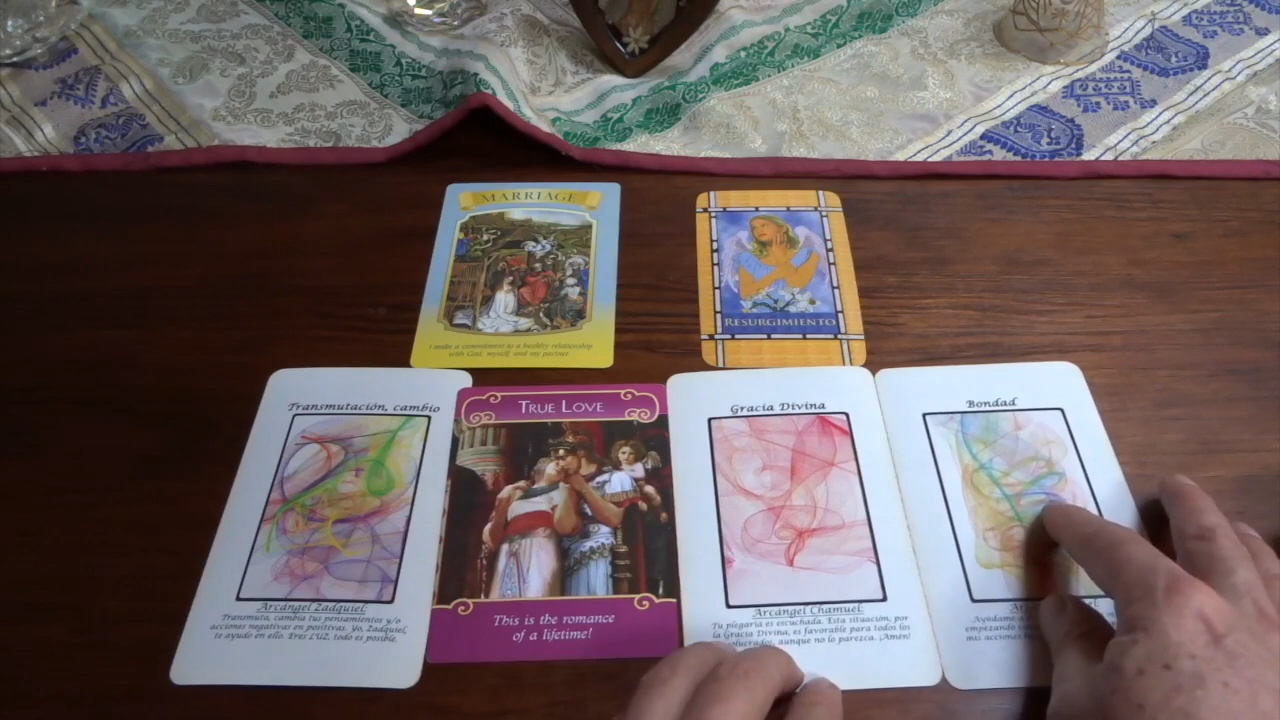 MARRIAGE
I make a commitment to a healthy relationship
with God, myself, and my partner.
RESURGIMIENTO
Transmutación, cambio
Arcángel Zadquiel:
Transmuta, cambia tus pensamientos y/o
acciones negativas en positivas. Yo, Zadquiel,
te ayudo en ello. Eres LUZ, todo es posible.
TRUE LOVE
This is the romance
of a lifetime!
Gracia Divina
Arcángel Chamuel:
Tu plegaria es escuchada. Esta situación, por
la Gracia Divina, es favorable para todos los
aunque no lo parezca. ¡Amén!
Bondad
Ayúdame a
empezando
mis acciones